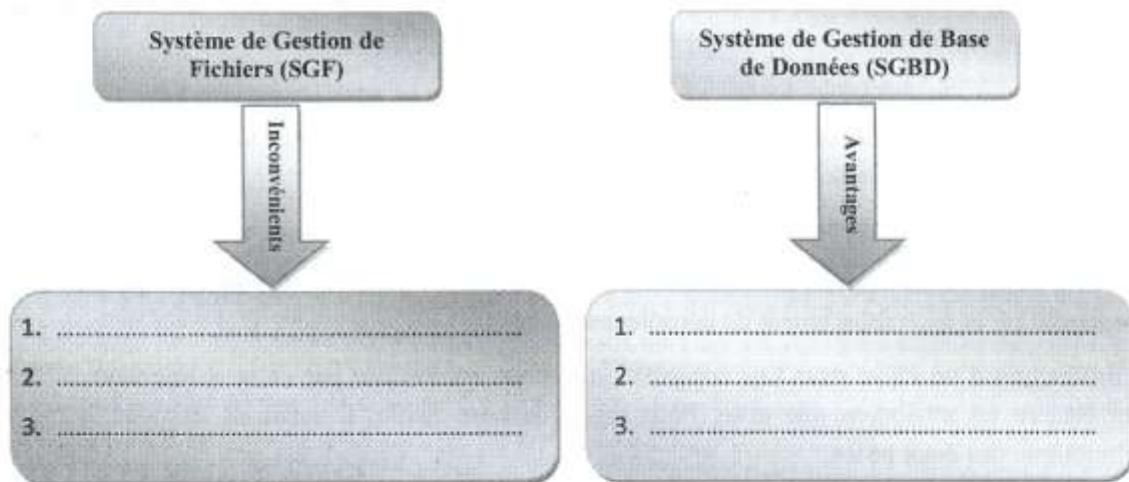 Système de Gestion de
Fichiers (SGF)
Inconvénients
1. ..........................................................................
2. ..........................................................................
3. ..........................................................................
Système de Gestion de Base
de Données (SGBD)
Avantages
1. ..........................................................................
2. ..........................................................................
3. ..........................................................................